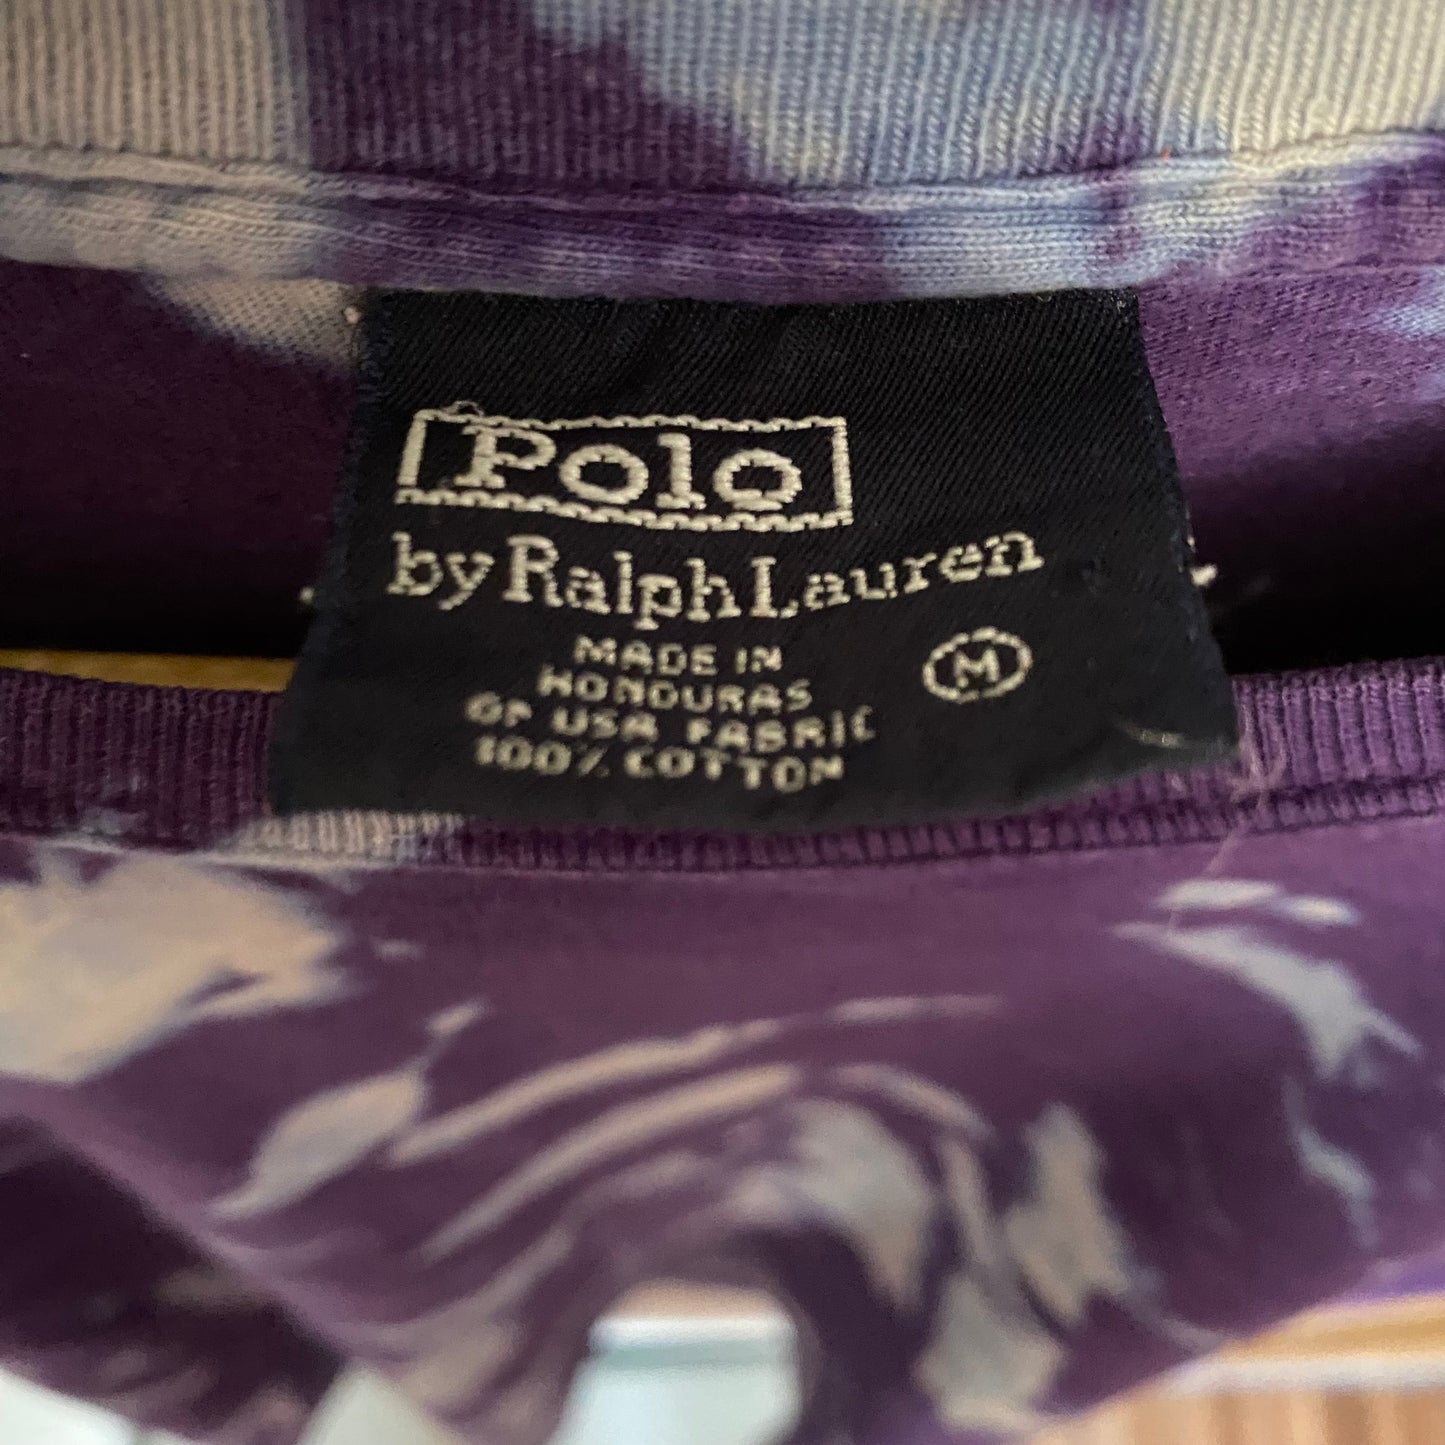 Polo
by Ralph Lauren
MADE IN
HONDURAS
OF USA FABRIC
100% COTTON
M